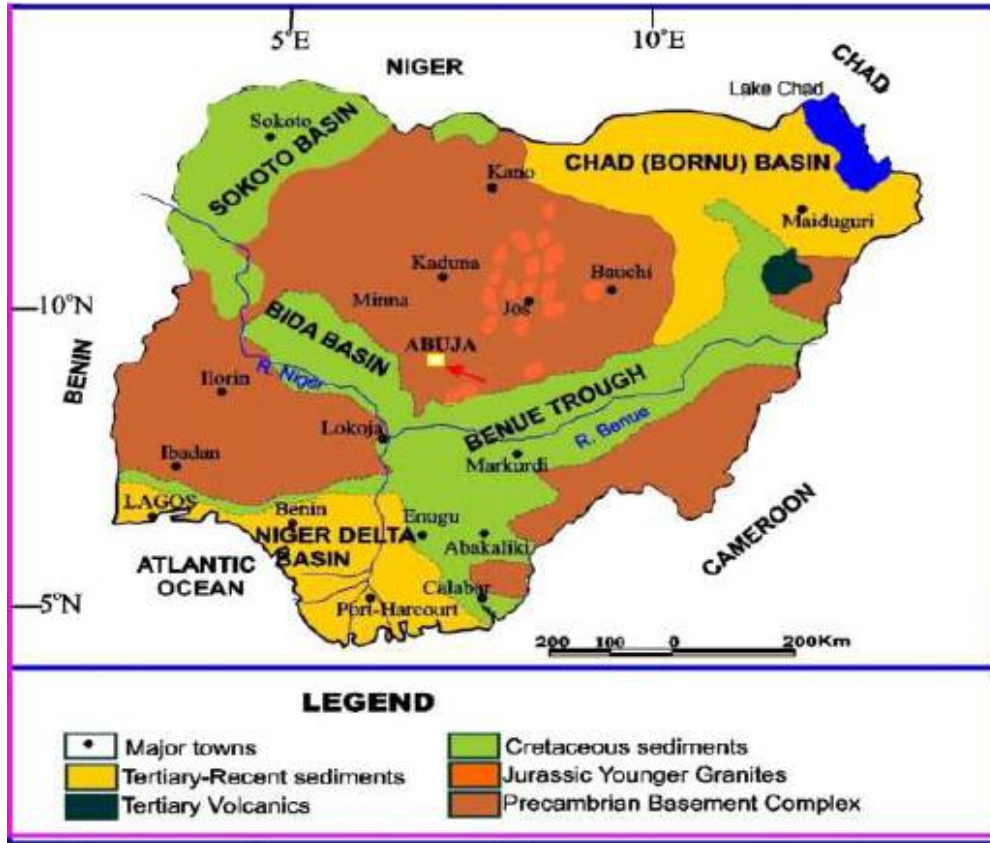 5°E
10°E
NIGER
CHAD
Lake Chad
Sokoto
SOKOTO BASIN
CHAD (BORNU) BASIN
Kano
Maiduguri
Kaduna
Bauchi
Minna
Jos
10°N
BIDA BASIN
ABUJA
BENIN
R. Niger
Ilorin
BENUE TROUGH
Lokoja
R. Benue
Markurdi
Ibadan
LAGOS
Benin
Enugu
NIGER DELTA
BASIN
Abakaliki
CAMEROON
ATLANTIC
OCEAN
Calabar
5°N
Port-Harcourt
200 100 0 200Km
LEGEND
Major towns
Tertiary-Recent sediments
Tertiary Volcanics
Cretaceous sediments
Jurassic Younger Granites
Precambrian Basement Complex